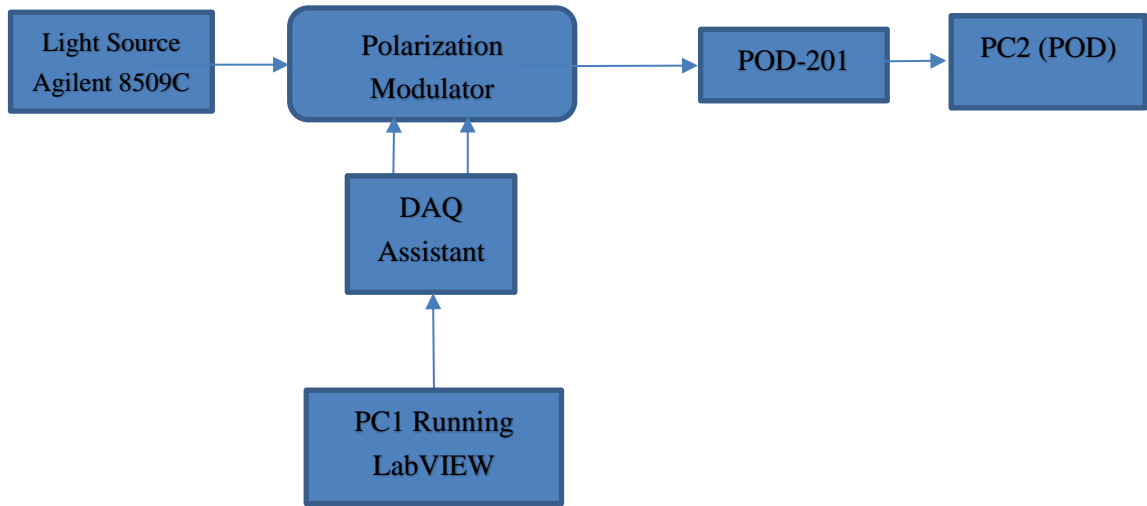 Light Source
Agilent 8509C
Polarization
Modulator
POD-201
PC2 (POD)
DAQ
Assistant
PC1 Running
LabVIEW